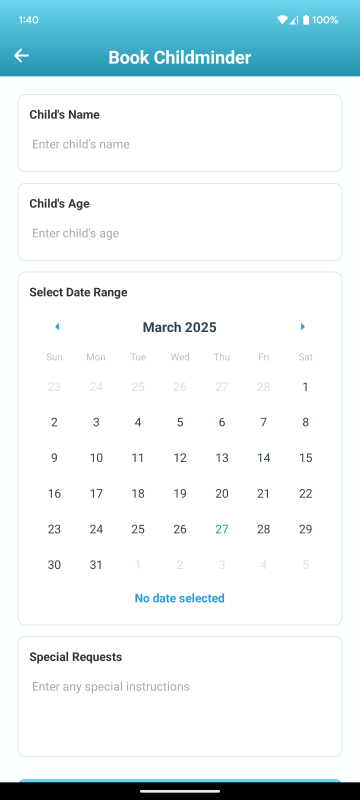 1:40
100%
Book Childminder
Child's Name
Enter child's name
Child's Age
Enter child's age
Select Date Range
March 2025
Sun Mon Tue Wed Thu Fri Sat
23 24 25 26 27 28 1
2 3 4 5 6 7 8
9 10 11 12 13 14 15
16 17 18 19 20 21 22
23 24 25 26 27 28 29
30 31 1 2 3 4 5
No date selected
Special Requests
Enter any special instructions